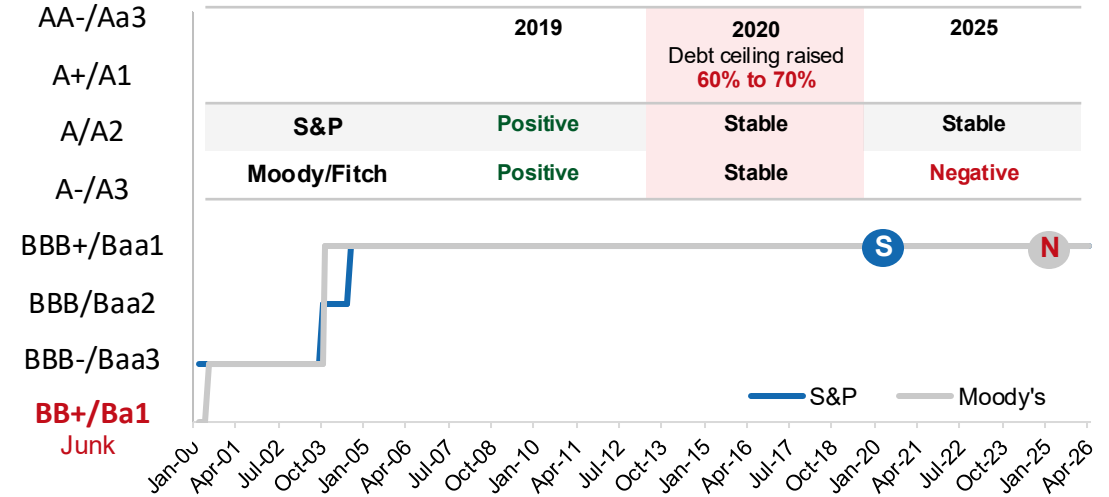 AA-/Aa3
A+/A1
A/A2
A-/A3
BBB+/Baa1
BBB/Baa2
BBB-/Baa3
BB+/Ba1
Junk
2019
2020
2025
Debt ceiling raised
60% to 70%
S&P Positive Stable Stable
Moody/Fitch Positive Stable Negative
S
N
S&P
Moody's
Jan-00
Apr-01
Jul-02
Oct-03
Jan-05
Apr-06
Jul-07
Oct-08
Jan-10
Apr-11
Jul-12
Oct-13
Jan-15
Apr-16
Jul-17
Oct-18
Jan-20
Apr-21
Jul-22
Oct-23
Jan-25
Apr-26